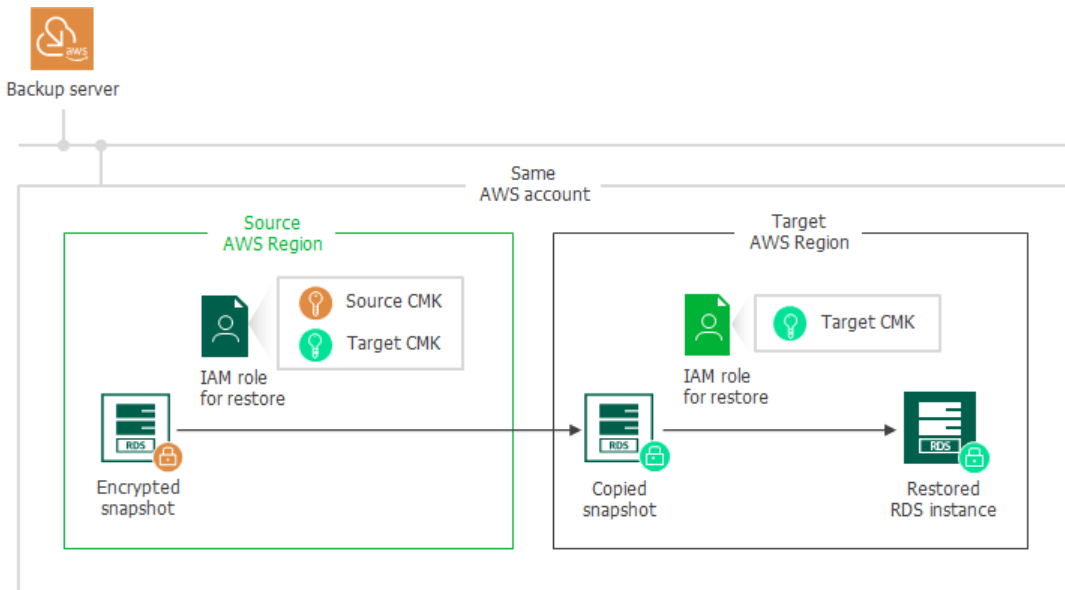 aws
Backup server
Same
AWS account
Source
AWS Region
Target
AWS Region
Source CMK
Target CMK
Target CMK
IAM role
for restore
IAM role
for restore
RDS
RDS
RDS
Encrypted
snapshot
Copied
snapshot
Restored
RDS instance